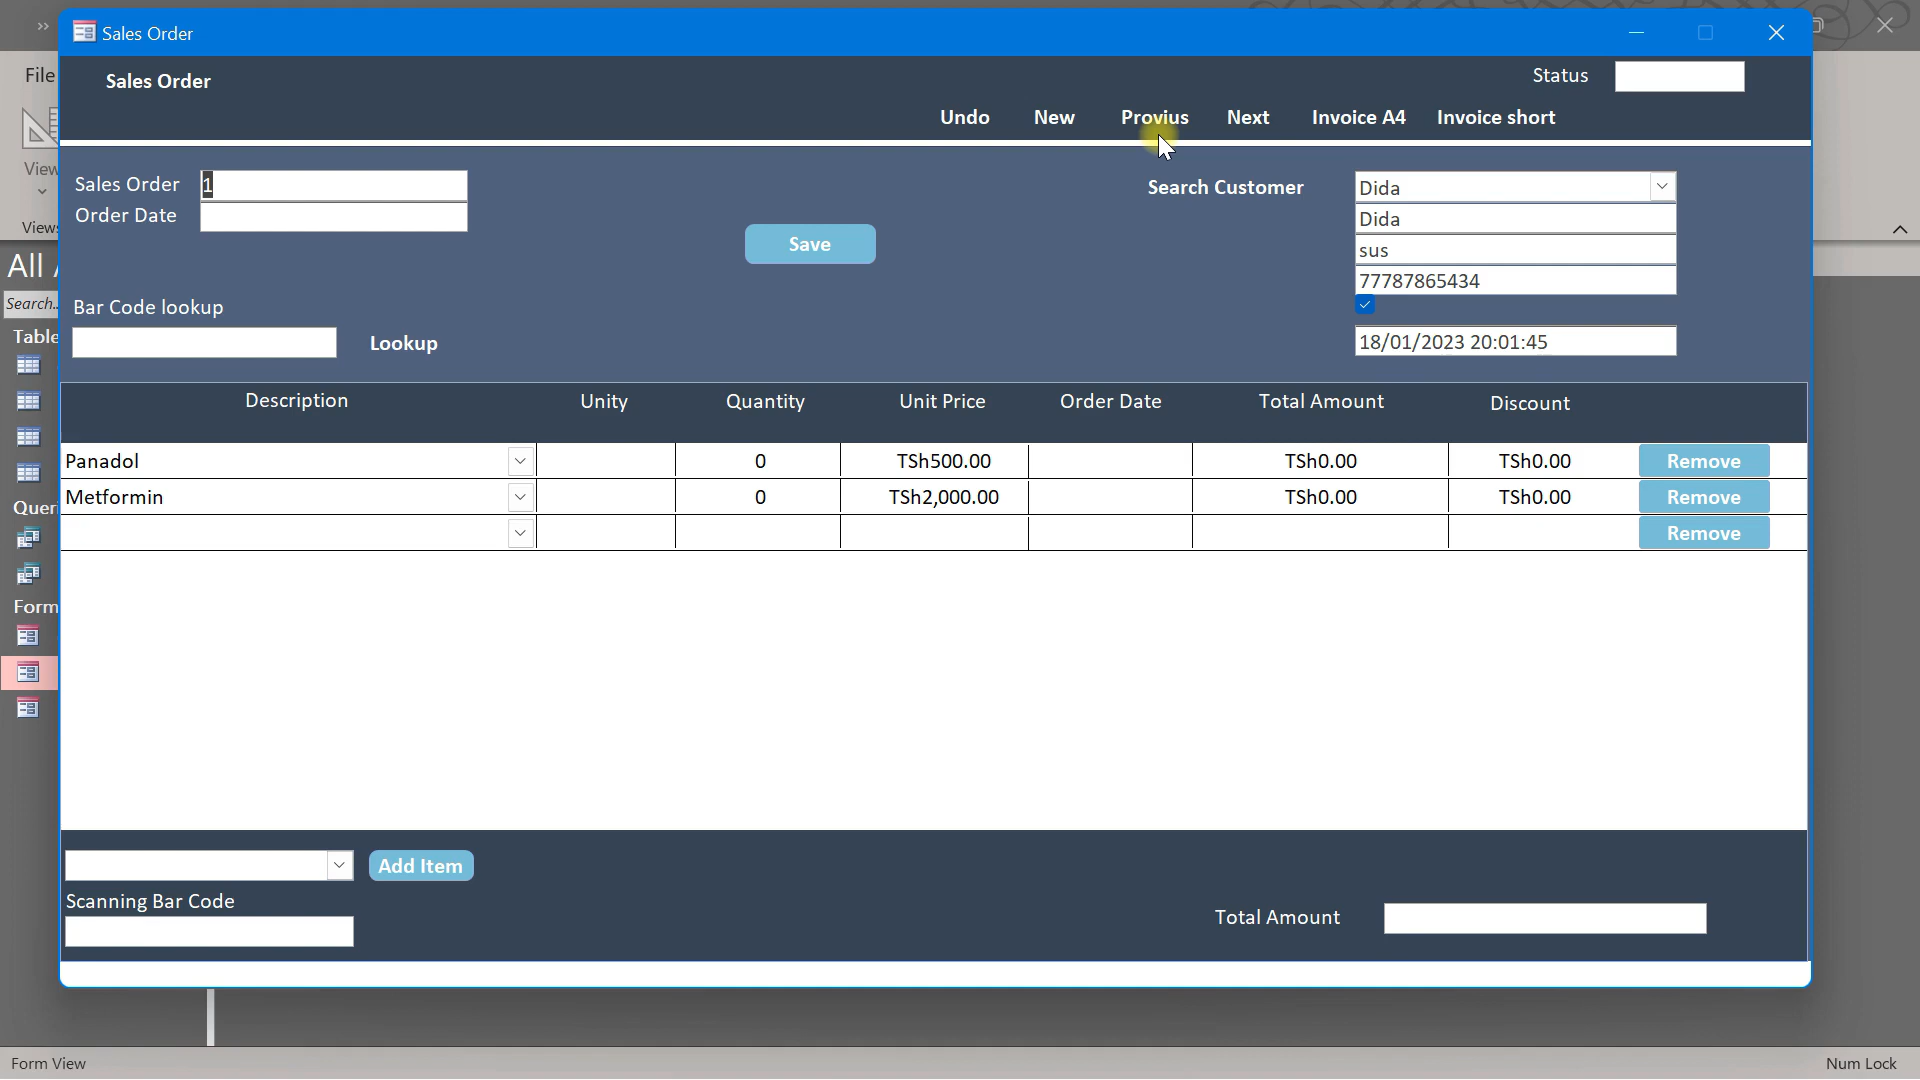 Sales Order
File
Sales Order
Status
Undo New Provius Next Invoice A4 Invoice short
View
Views
Sales Order 1
Order Date
Save
Search Customer Dida
Dida
sus
77787865434
18/01/2023 20:01:45
All A
Search..
Bar Code lookup
Lookup
Table
Quer
Form
Description Unity Quantity Unit Price Order Date Total Amount Discount
Panadol 0 TSh500.00 TSh0.00 TSh0.00 Remove
Metformin 0 TSh2,000.00 TSh0.00 TSh0.00 Remove
Remove
Add Item
Scanning Bar Code
Total Amount
Form View
Num Lock